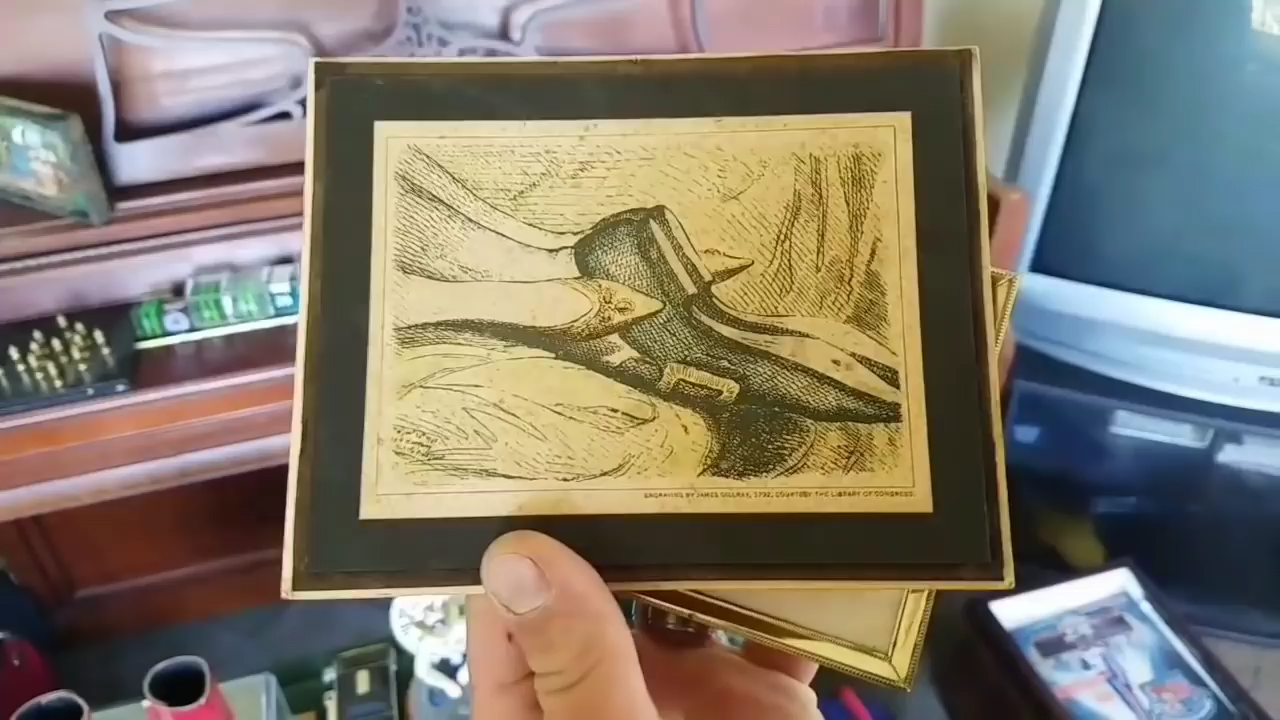 ENGRAVING BY JAMES GILLRAY, 1792, COURTESY THE LIBRARY OF CONGRESS.